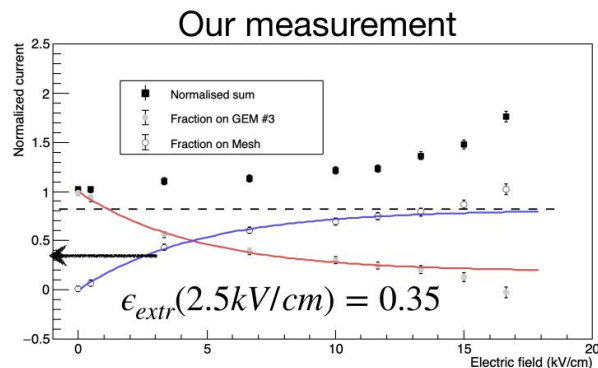 Our measurement
Normalized current
2.5
2
1.5
1
0.5
0
−0.5
Normalised sum
Fraction on GEM #3
Fraction on Mesh
ϵ_extr(2.5kV/cm) = 0.35
0 5 10 15 20
Electric field (kV/cm)